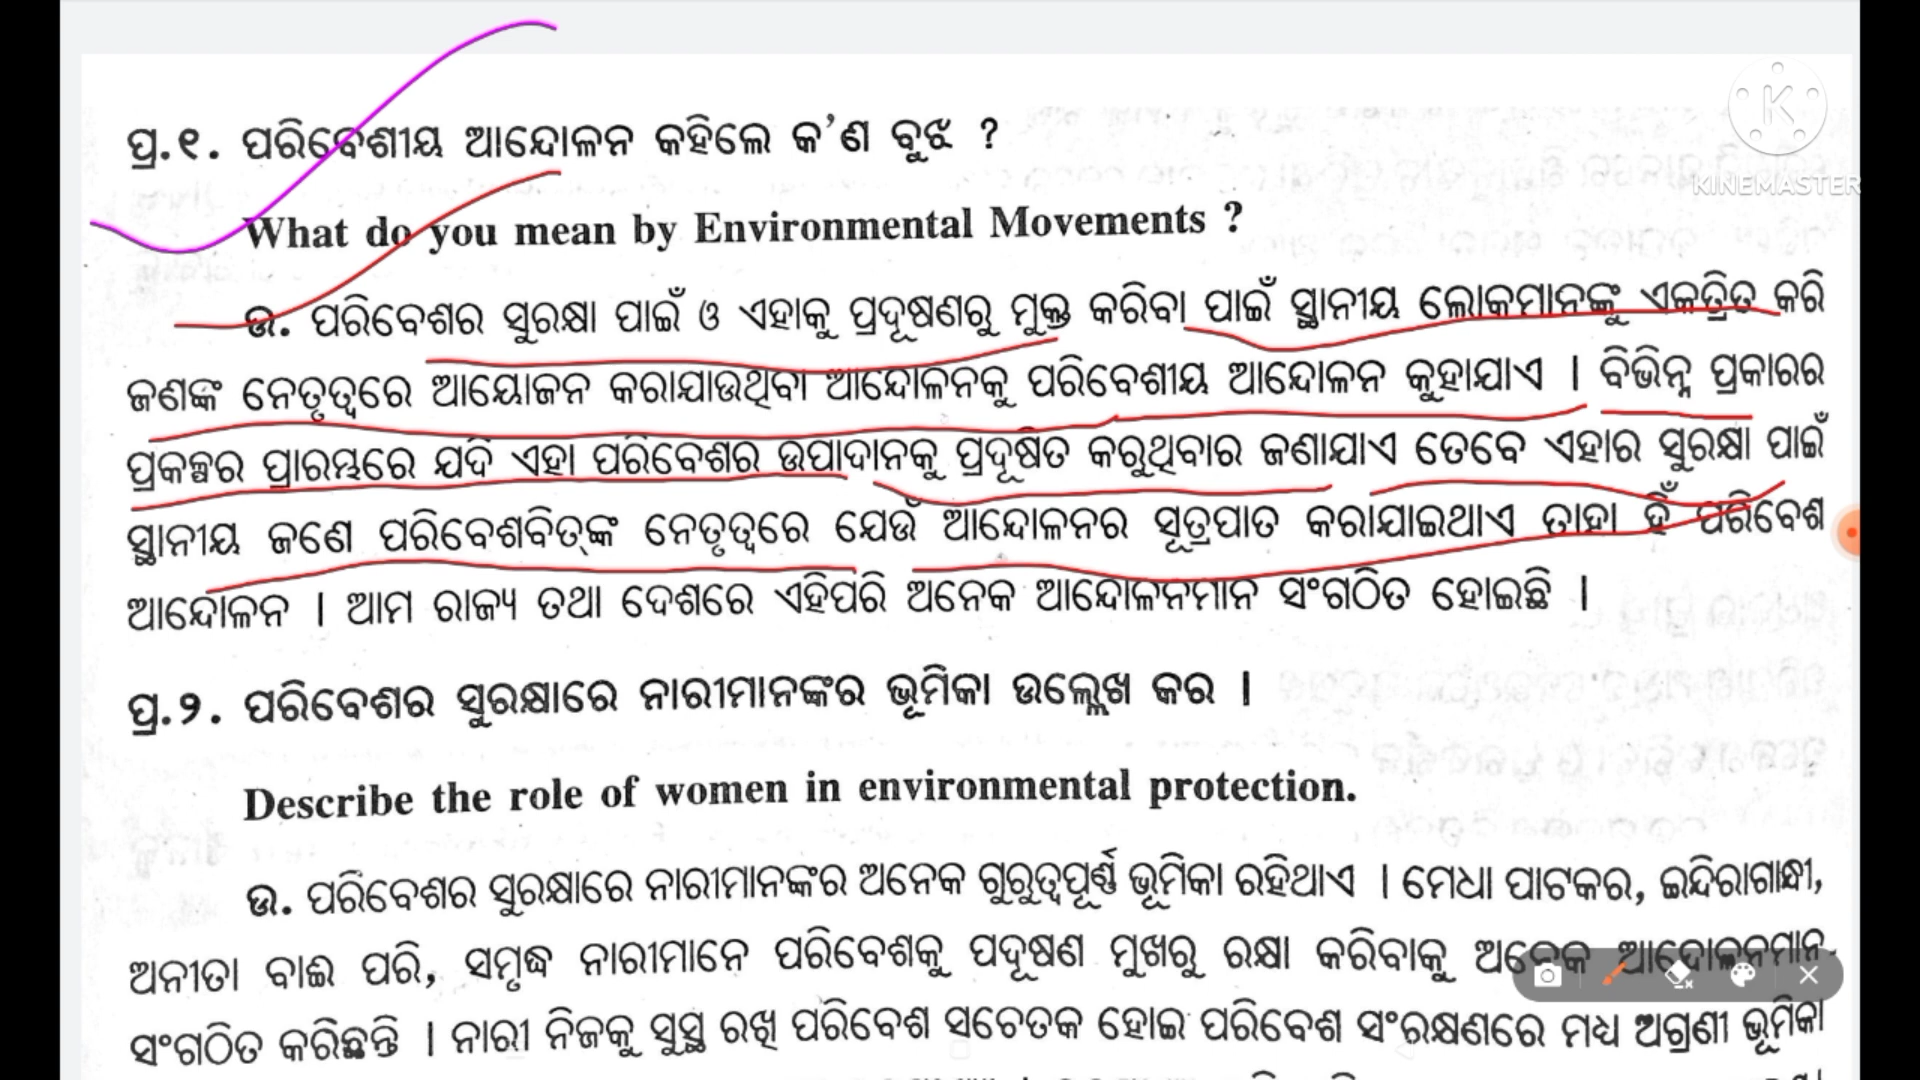 ପ୍ର.୧. ପରିବେଶୀୟ ଆନ୍ଦୋଳନ କହିଲେ କ'ଣ ବୁଝ ?
KINEMASTER
What do you mean by Environmental Movements ?
ଉ. ପରିବେଶର ସୁରକ୍ଷା ପାଇଁ ଓ ଏହାକୁ ପ୍ରଦୂଷଣରୁ ମୁକ୍ତ କରିବା ପାଇଁ ସ୍ଥାନୀୟ ଲୋକମାନଙ୍କୁ ଏକତ୍ରିତ କରି
ଜଣଙ୍କ ନେତୃତ୍ୱରେ ଆୟୋଜନ କରାଯାଉଥିବା ଆନ୍ଦୋଳନକୁ ପରିବେଶୀୟ ଆନ୍ଦୋଳନ କୁହାଯାଏ । ବିଭିନ୍ନ ପ୍ରକାରର
ପ୍ରକଳ୍ପର ପ୍ରାରମ୍ଭରେ ଯଦି ଏହା ପରିବେଶର ଉପାଦାନକୁ ପ୍ରଦୂଷିତ କରୁଥିବାର ଜଣାଯାଏ ତେବେ ଏହାର ସୁରକ୍ଷା ପାଇଁ
ସ୍ଥାନୀୟ ଜଣେ ପରିବେଶବିତ୍‌ଙ୍କ ନେତୃତ୍ୱରେ ଯେଉଁ ଆନ୍ଦୋଳନର ସୂତ୍ରପାତ କରାଯାଇଥାଏ ତାହା ହିଁ ପରିବେଶ
ଆନ୍ଦୋଳନ । ଆମ ରାଜ୍ୟ ତଥା ଦେଶରେ ଏହିପରି ଅନେକ ଆନ୍ଦୋଳନମାନ ସଂଗଠିତ ହୋଇଛି ।
ପ୍ର.୨. ପରିବେଶର ସୁରକ୍ଷାରେ ନାରୀମାନଙ୍କର ଭୂମିକା ଉଲ୍ଲେଖ କର ।
Describe the role of women in environmental protection.
ଉ. ପରିବେଶର ସୁରକ୍ଷାରେ ନାରୀମାନଙ୍କର ଅନେକ ଗୁରୁତ୍ୱପୂର୍ଣ୍ଣ ଭୂମିକା ରହିଥାଏ । ମେଧା ପାଟକର, ଇନ୍ଦିରାଗାନ୍ଧୀ,
ଅନୀତା ବାଈ ପରି, ସମୃଦ୍ଧ ନାରୀମାନେ ପରିବେଶକୁ ପଦୂଷଣ ମୁଖରୁ ରକ୍ଷା କରିବାକୁ ଅନେକ ଆନ୍ଦୋଳନମାନ
ସଂଗଠିତ କରିଛନ୍ତି । ନାରୀ ନିଜକୁ ସୁସ୍ଥ ରଖି ପରିବେଶ ସଚେତକ ହୋଇ ପରିବେଶ ସଂରକ୍ଷଣରେ ମଧ୍ୟ ଅଗ୍ରଣୀ ଭୂମିକା